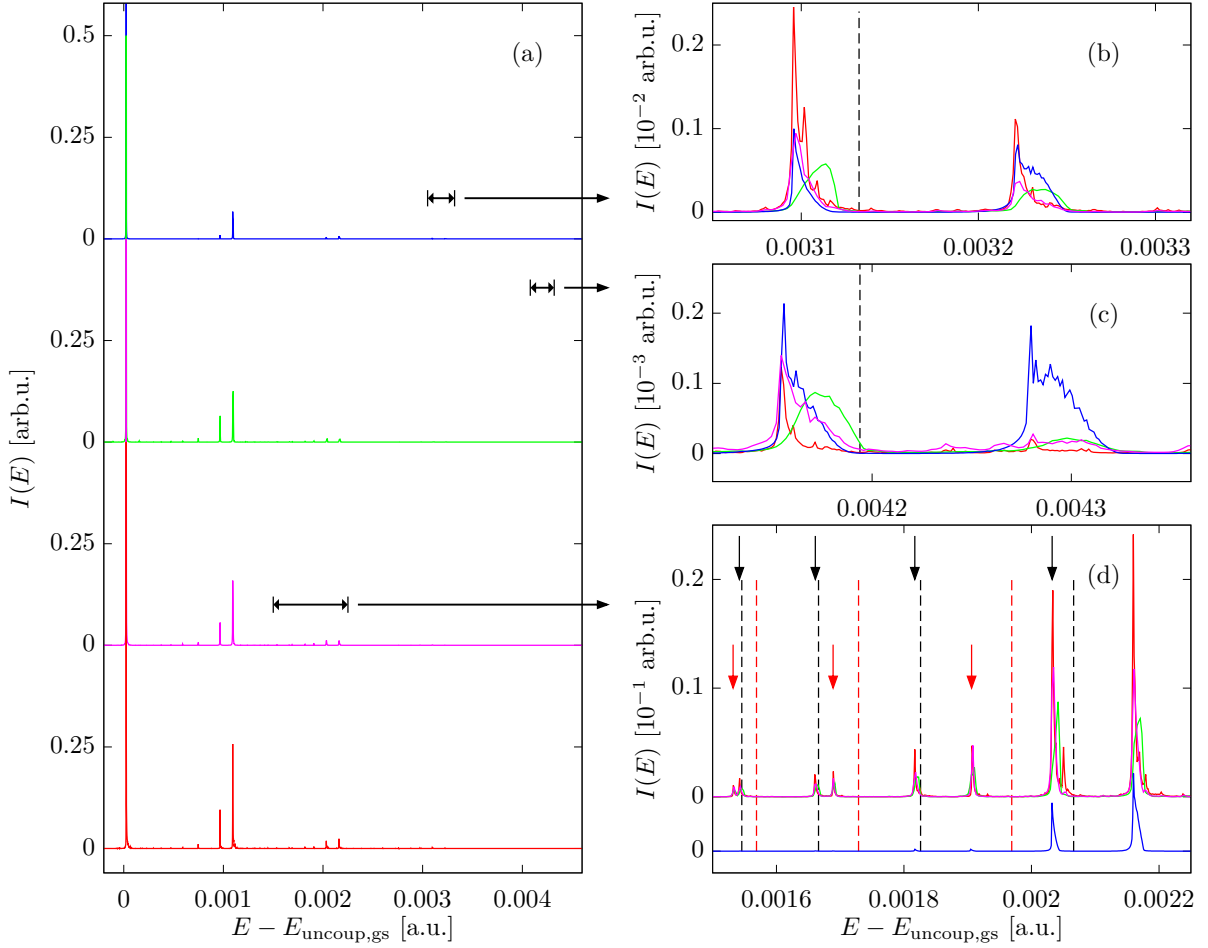 (a)
0.5
0.25
0
0.25
0
0.25
0
0.25
0
I(E) [arb.u.]
0 0.001 0.002 0.003 0.004
E − E_uncoup,gs [a.u.]
(b)
0.2
0.1
0
I(E) [10⁻² arb.u.]
0.0031 0.0032 0.0033
(c)
0.2
0.1
0
I(E) [10⁻³ arb.u.]
0.0042 0.0043
(d)
0.2
0.1
0
0
I(E) [10⁻¹ arb.u.]
0.0016 0.0018 0.002 0.0022
E − E_uncoup,gs [a.u.]